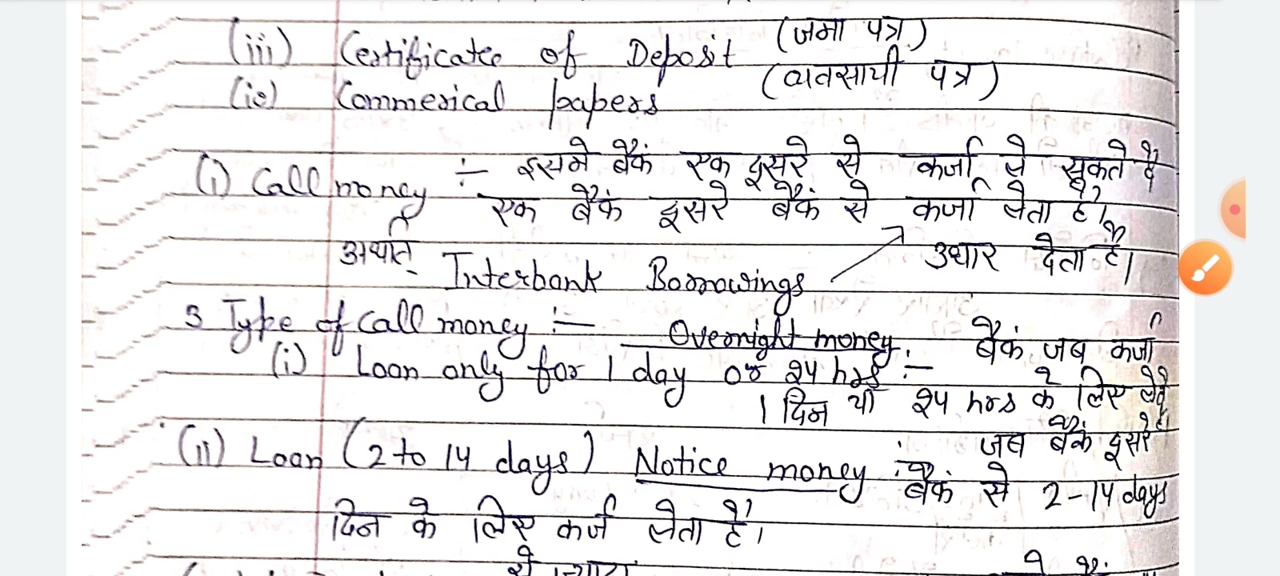 (iii) Certificate of Deposit (जमा पत्र)
(iv) Commerical papers (व्यवसायी पत्र)
(i) Call money :- इसमे बैंक एक दूसरे से कर्जा ले सकते है
एक बैंक दूसरे बैंक से कर्जा लेता है।
अर्थात Interbank Borrowings → उधार देता है।
3 Type of Call money :- Overnight money :- बैंक जब कर्जा
(i) Loan only for 1 day or 24 hrs
1 दिन या 24 hrs के लिए लेते है।
(ii) Loan (2 to 14 days) Notice money : जब बैंक दूसरे
बैंक से 2-14 days
दिन के लिए कर्ज लेता है।